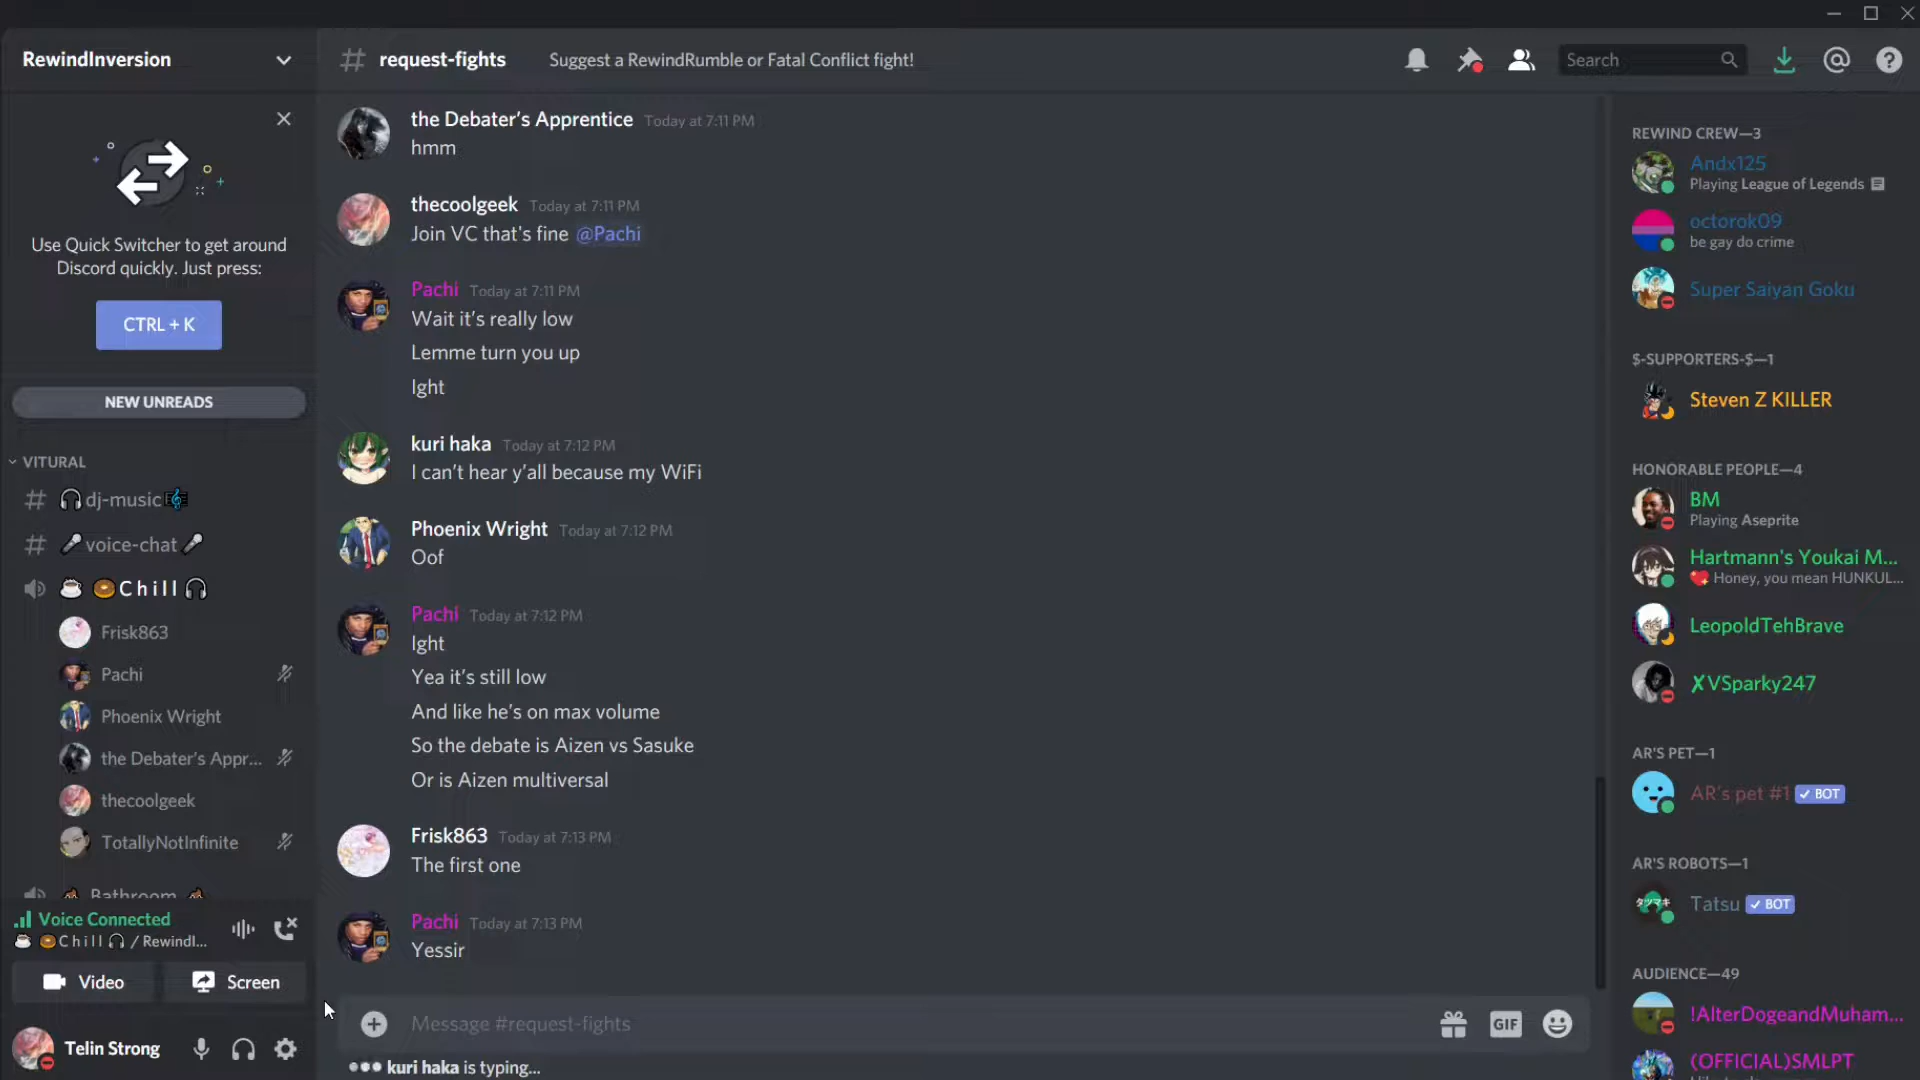 RewindInversion
request-fights
Suggest a RewindRumble or Fatal Conflict fight!
Search
Use Quick Switcher to get around
Discord quickly. Just press:
CTRL + K
NEW UNREADS
VITURAL
dj-music
voice-chat
Chill
Frisk863
Pachi
Phoenix Wright
the Debater's Appr...
thecoolgeek
TotallyNotInfinite
Bathroom
Voice Connected
Chill / RewindI...
Video
Screen
Telin Strong
the Debater's Apprentice Today at 7:11 PM
hmm
thecoolgeek Today at 7:11 PM
Join VC that's fine @Pachi
Pachi Today at 7:11 PM
Wait it's really low
Lemme turn you up
Ight
kuri haka Today at 7:12 PM
I can't hear y'all because my WiFi
Phoenix Wright Today at 7:12 PM
Oof
Pachi Today at 7:12 PM
Ight
Yea it's still low
And like he's on max volume
So the debate is Aizen vs Sasuke
Or is Aizen multiversal
Frisk863 Today at 7:13 PM
The first one
Pachi Today at 7:13 PM
Yessir
Message #request-fights
GIF
kuri haka is typing...
REWIND CREW—3
Andx125
Playing League of Legends
octorok09
be gay do crime
Super Saiyan Goku
$-SUPPORTERS-$—1
Steven Z KILLER
HONORABLE PEOPLE—4
BM
Playing Aseprite
Hartmann's Youkai M...
Honey, you mean HUNKUL...
LeopoldTehBrave
✗VSparky247
AR'S PET—1
AR's pet #1 BOT
AR'S ROBOTS—1
タツマキ
Tatsu BOT
AUDIENCE—49
!AlterDogeandMuham...
(OFFICIAL)SMLPT